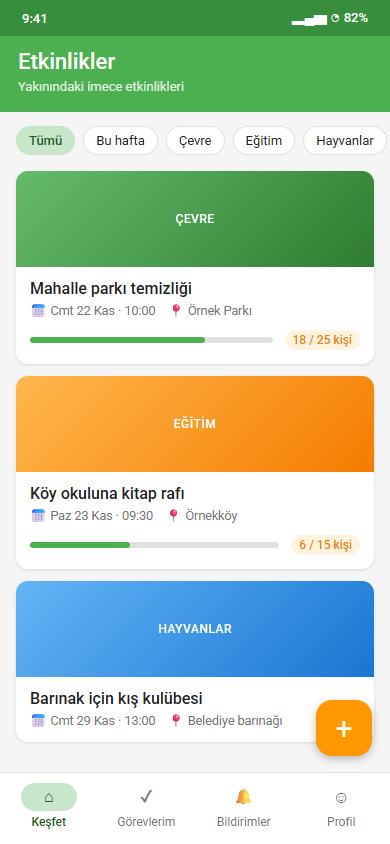 9:41
82%
Etkinlikler
Yakınındaki imece etkinlikleri
Tümü
Bu hafta
Çevre
Eğitim
Hayvanlar
ÇEVRE
Mahalle parkı temizliği
Cmt 22 Kas · 10:00 Örnek Parkı
18 / 25 kişi
EĞİTİM
Köy okuluna kitap rafı
Paz 23 Kas · 09:30 Örnekköy
6 / 15 kişi
HAYVANLAR
Barınak için kış kulübesi
Cmt 29 Kas · 13:00 Belediye barınağı
+
Keşfet
Görevlerim
Bildirimler
Profil